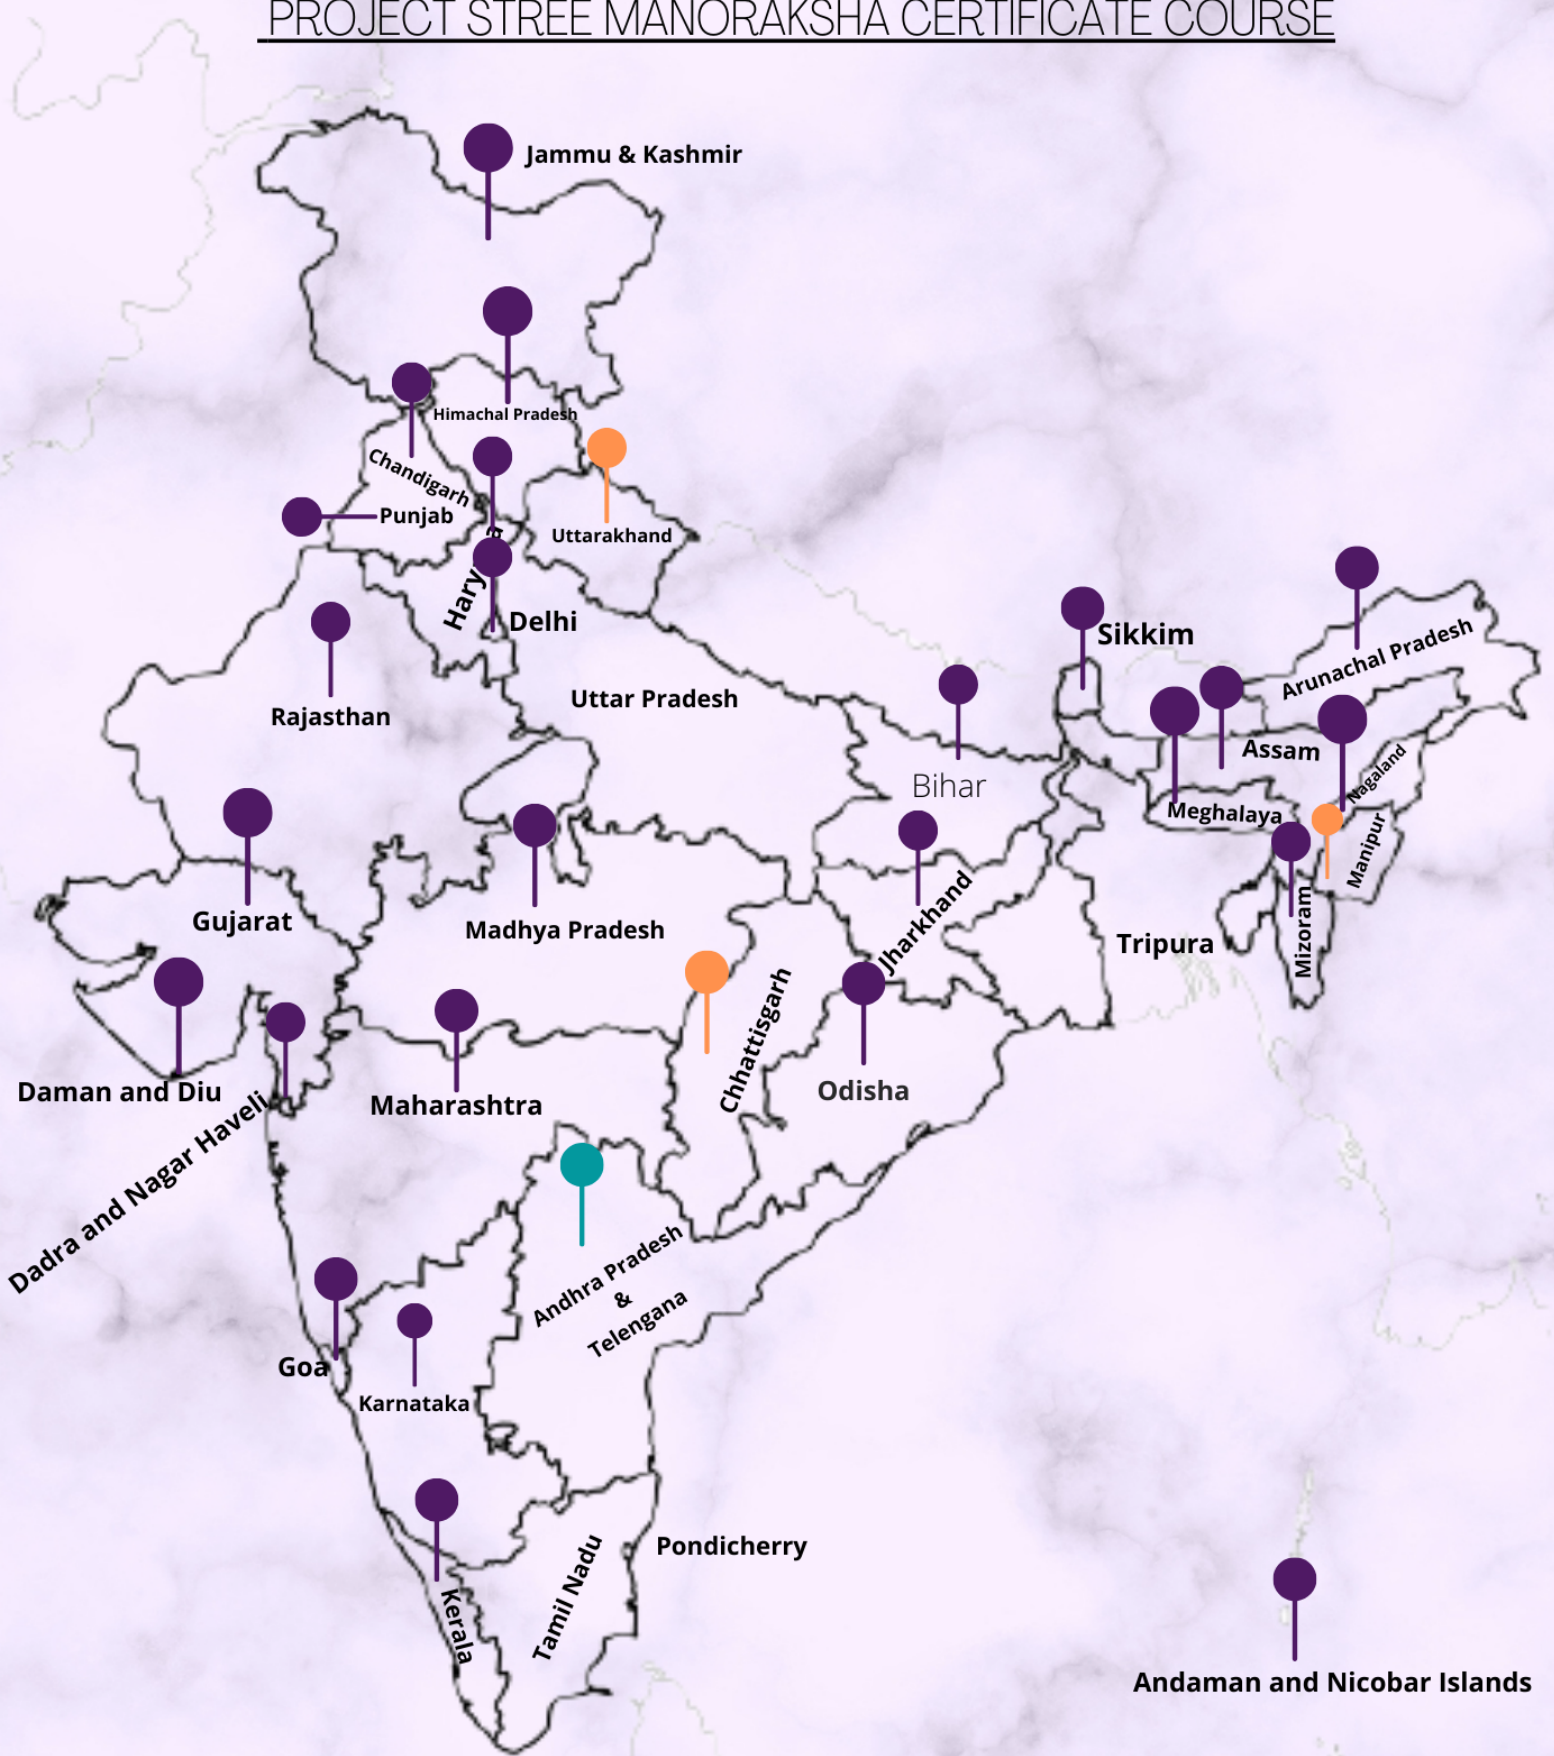 PROJECT STREE MANORAKSHA CERTIFICATE COURSE
Jammu & Kashmir
Himachal Pradesh
Chandigarh
Punjab
Uttarakhand
Delhi
Sikkim
Arunachal Pradesh
Rajasthan
Uttar Pradesh
Bihar
Assam
Nagaland
Meghalaya
Manipur
Gujarat
Madhya Pradesh
Jharkhand
Tripura
Mizoram
Chhattisgarh
Daman and Diu
Maharashtra
Odisha
Dadra and Nagar Haveli
Andhra Pradesh
&
Telengana
Goa
Karnataka
Pondicherry
Tamil Nadu
Kerala
Andaman and Nicobar Islands